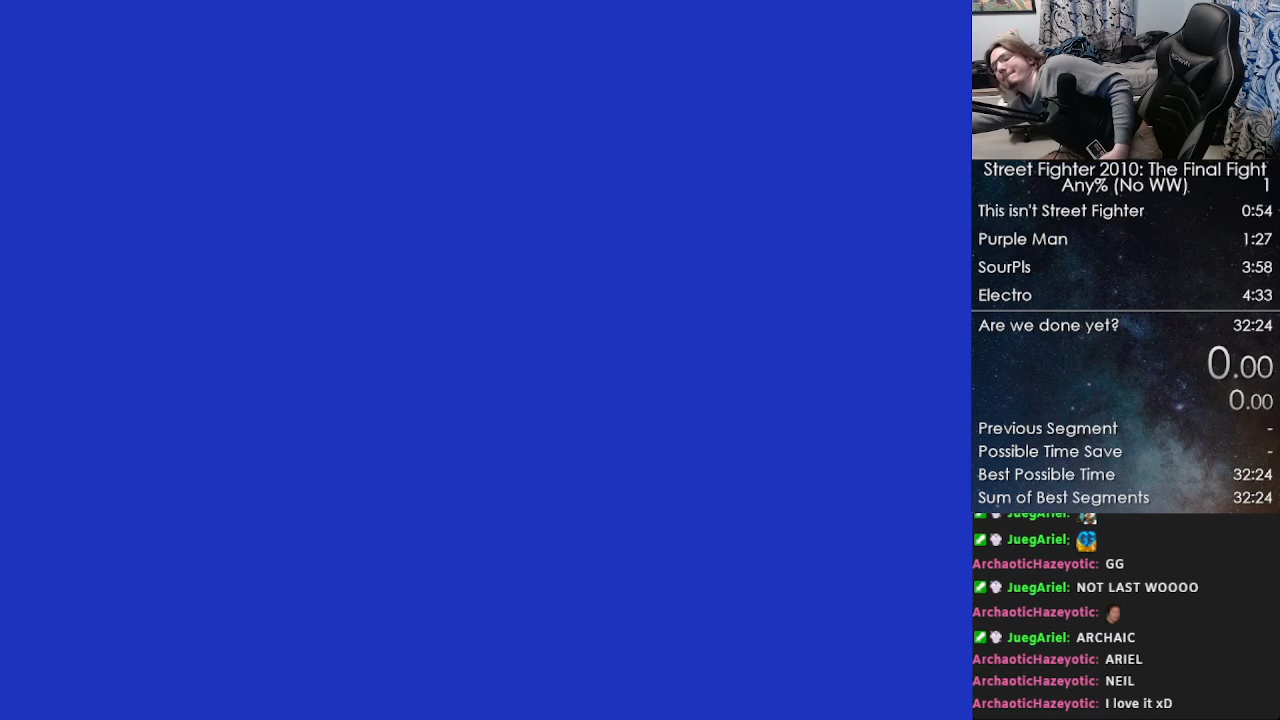 Street Fighter 2010: The Final Fight
Any% (No WW) 1
This isn't Street Fighter 0:54
Purple Man 1:27
SourPls 3:58
Electro 4:33
Are we done yet? 32:24
0.00
0.00
Previous Segment -
Possible Time Save -
Best Possible Time 32:24
Sum of Best Segments 32:24
JuegAriel:
JuegAriel: GG
ArchaoticHazeyotic: GG
JuegAriel: NOT LAST WOOOO
ArchaoticHazeyotic:
JuegAriel: ARCHAIC
ArchaoticHazeyotic: ARIEL
ArchaoticHazeyotic: NEIL
ArchaoticHazeyotic: I love it xD